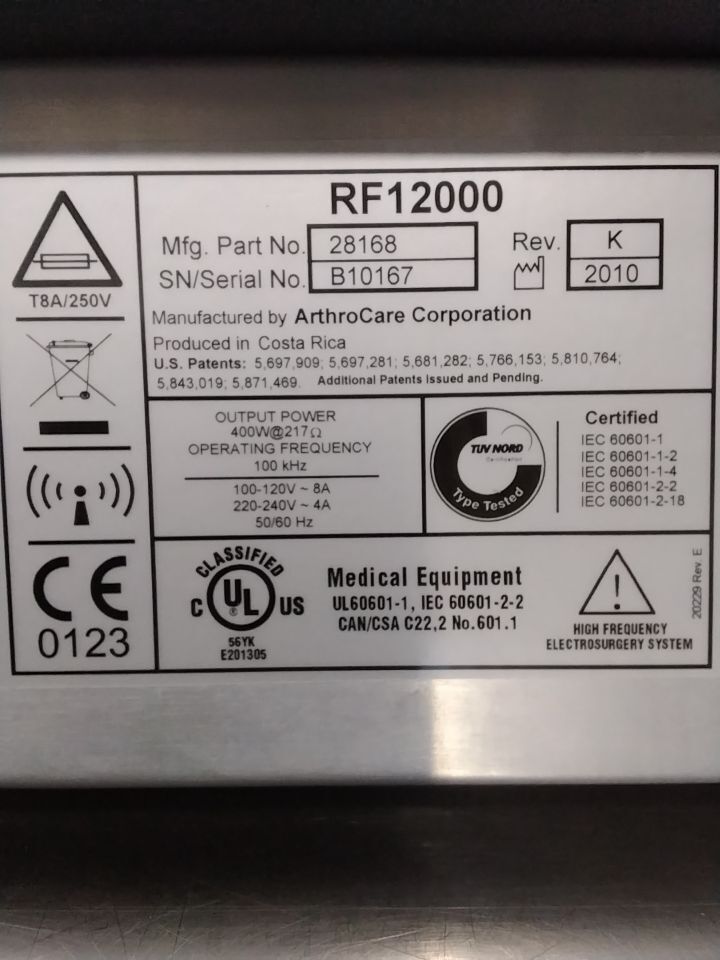 RF12000
Mfg. Part No. 28168
Rev. K
SN/Serial No. B10167
2010
Manufactured by ArthroCare Corporation
Produced in Costa Rica
U.S. Patents: 5,697,909; 5,697,281; 5,681,282; 5,766,153; 5,810,764;
5,843,019; 5,871,469. Additional Patents Issued and Pending.
T8A/250V
CE
0123
OUTPUT POWER
400W@217Ω
OPERATING FREQUENCY
100 kHz
100-120V ~ 8A
220-240V ~ 4A
50/60 Hz
TUV NORD
Type Tested
Certified
IEC 60601-1
IEC 60601-1-2
IEC 60601-1-4
IEC 60601-2-2
IEC 60601-2-18
CLASSIFIED
C UL ® US
56YK
E201305
Medical Equipment
UL60601-1, IEC 60601-2-2
CAN/CSA C22,2 No.601.1
!
HIGH FREQUENCY
ELECTROSURGERY SYSTEM
20229 Rev. E